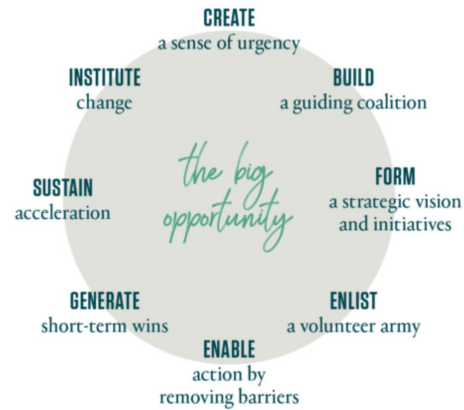 CREATE
a sense of urgency
BUILD
a guiding coalition
FORM
a strategic vision
and initiatives
ENLIST
a volunteer army
ENABLE
action by
removing barriers
GENERATE
short-term wins
SUSTAIN
acceleration
INSTITUTE
change
the big
opportunity